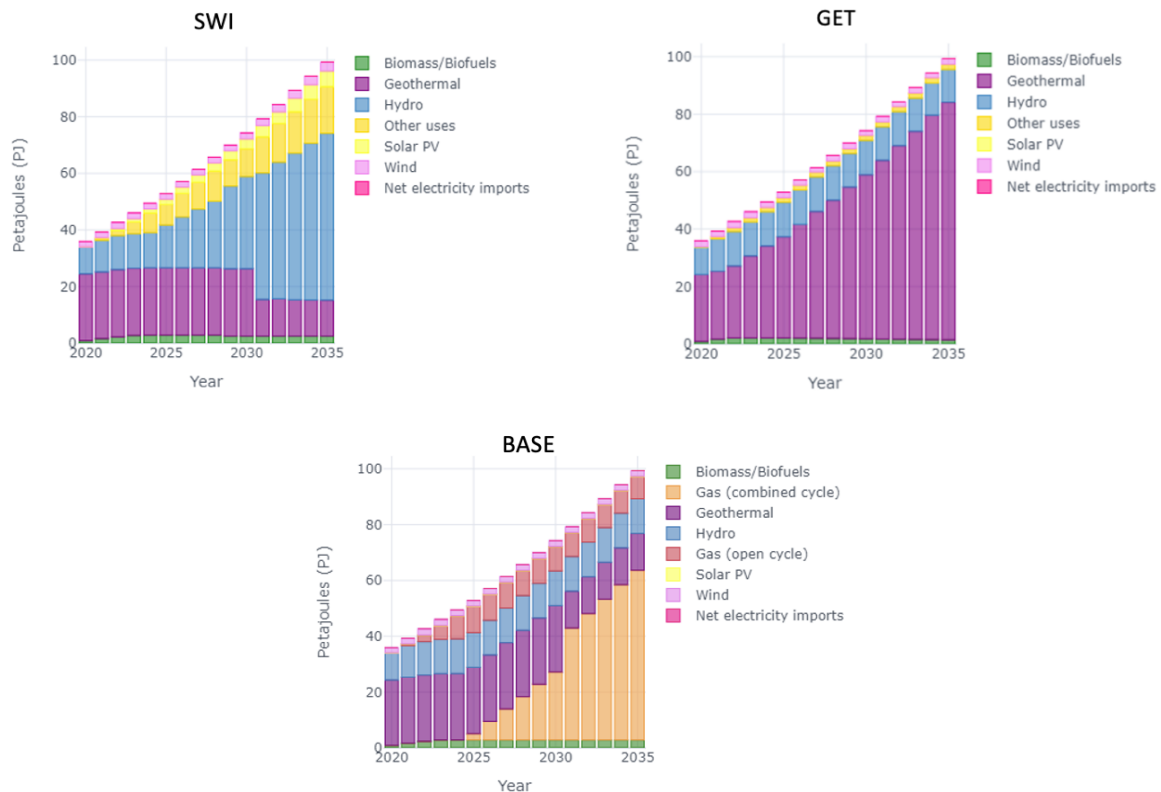 SWI
100
80
60
40
20
0
2020
2025
2030
2035
Year
Petajoules (PJ)
Biomass/Biofuels
Geothermal
Hydro
Other uses
Solar PV
Wind
Net electricity imports
GET
100
80
60
40
20
0
2020
2025
2030
2035
Year
Petajoules (PJ)
Biomass/Biofuels
Geothermal
Hydro
Other uses
Solar PV
Wind
Net electricity imports
BASE
100
80
60
40
20
0
2020
2025
2030
2035
Year
Petajoules (PJ)
Biomass/Biofuels
Gas (combined cycle)
Geothermal
Hydro
Gas (open cycle)
Solar PV
Wind
Net electricity imports